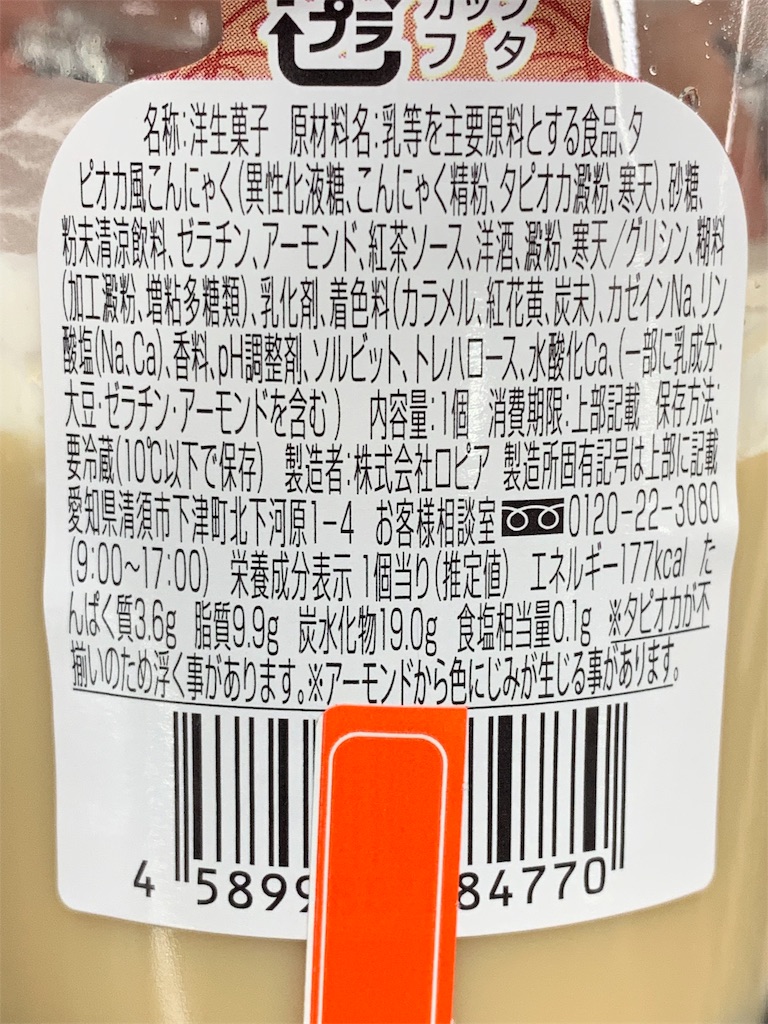 プラ
カップ
フタ
名称:洋生菓子 原材料名:乳等を主要原料とする食品、タ
ピオカ風こんにゃく(異性化液糖、こんにゃく精粉、タピオカ澱粉、寒天)、砂糖、
粉末清涼飲料、ゼラチン、アーモンド、紅茶ソース、洋酒、澱粉、寒天/グリシン、糊料
(加工澱粉、増粘多糖類)、乳化剤、着色料(カラメル、紅花黄、炭末)、カゼインNa、リン
酸塩(Na、Ca)、香料、pH調整剤、ソルビット、トレハロース、水酸化Ca、(一部に乳成分・
大豆・ゼラチン・アーモンドを含む) 内容量:1個 消費期限:上部記載 保存方法:
要冷蔵(10℃以下で保存) 製造者:株式会社ロピア 製造所固有記号は上部に記載
愛知県清須市下津町北下河原1-4 お客様相談室 0120-22-3080
(9:00~17:00) 栄養成分表示 1個当り(推定値) エネルギー177kcal た
んぱく質3.6g 脂質9.9g 炭水化物19.0g 食塩相当量0.1g ※タピオカが不
揃いのため浮く事があります。※アーモンドから色にじみが生じる事があります。
4 5899 84770